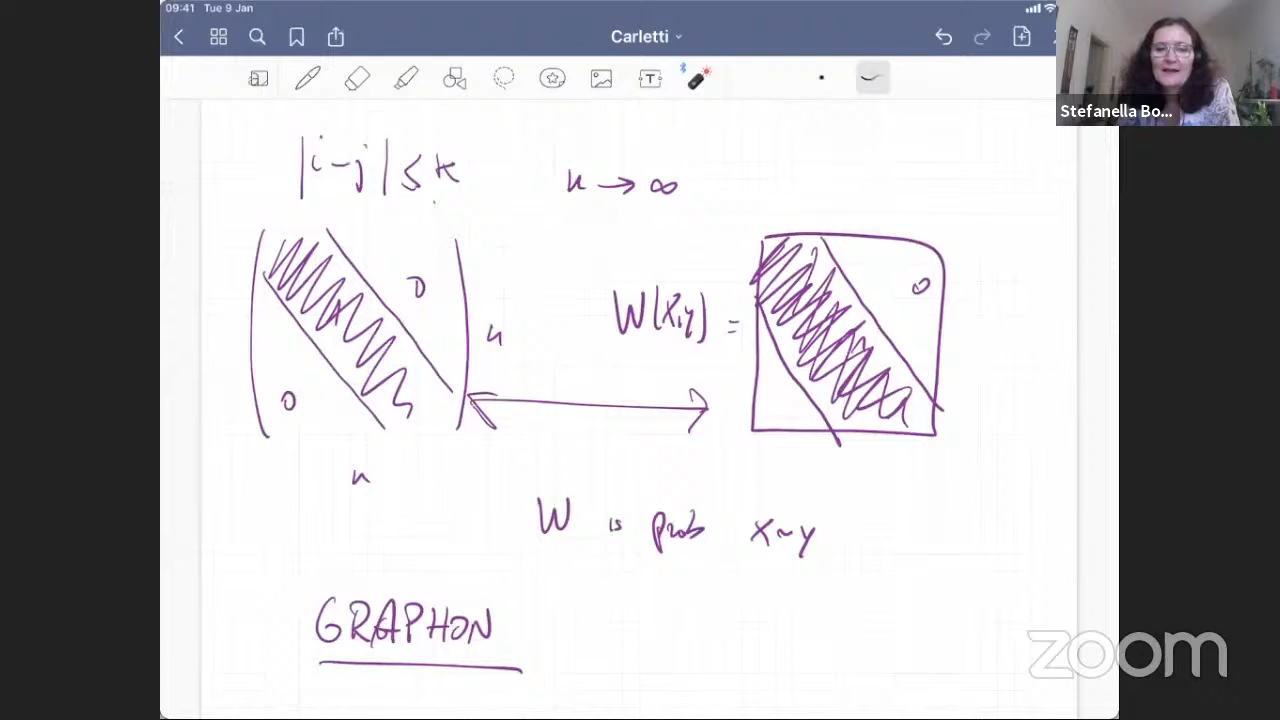 09:41 Tue 9 Jan
Carletti
T
Stefanella Bo...
|i-j| ≤ k
n → ∞
0
0
n
n
W(x,y) =
0
W is prob x~y
GRAPHON
zoom